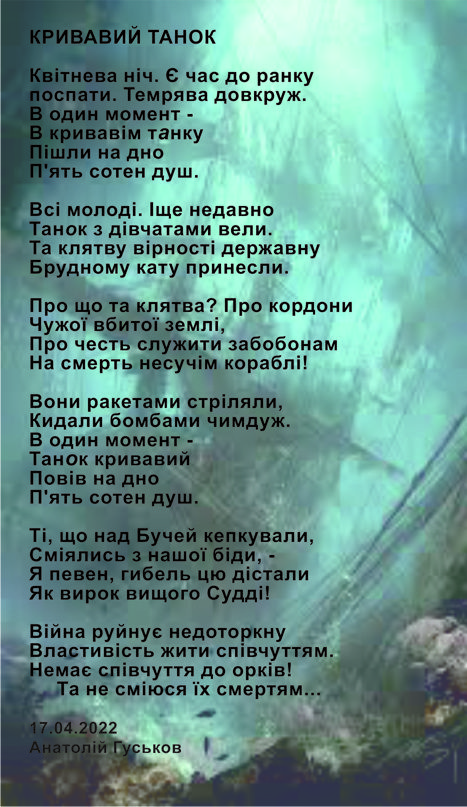 КРИВАВИЙ ТАНОК
Квітнева ніч. Є час до ранку
поспати. Темрява довкруж.
В один момент -
В кривавім танку
Пішли на дно
П'ять сотен душ.
Всі молоді. Іще недавно
Танок з дівчатами вели.
Та клятву вірності державну
Брудному кату принесли.
Про що та клятва? Про кордони
Чужої вбитої землі,
Про честь служити забобонам
На смерть несучім кораблі!
Вони ракетами стріляли,
Кидали бомбами чимдуж.
В один момент -
Танок кривавий
Повів на дно
П'ять сотен душ.
Ті, що над Бучей кепкували,
Сміялись з нашої біди, -
Я певен, гибель цю дістали
Як вирок вищого Судді!
Війна руйнує недоторкну
Властивість жити співчуттям.
Немає співчуття до орків!
Та не сміюся їх смертям...
17.04.2022
Анатолій Гуськов